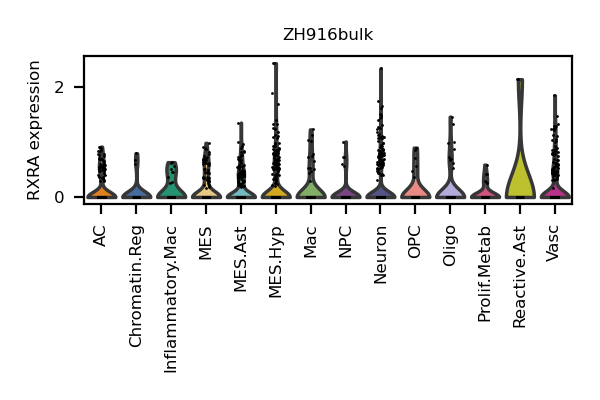 ZH916bulk
RXRA expression
2
0
AC
Chromatin.Reg
Inflammatory.Mac
MES
MES.Ast
MES.Hyp
Mac
NPC
Neuron
OPC
Oligo
Prolif.Metab
Reactive.Ast
Vasc